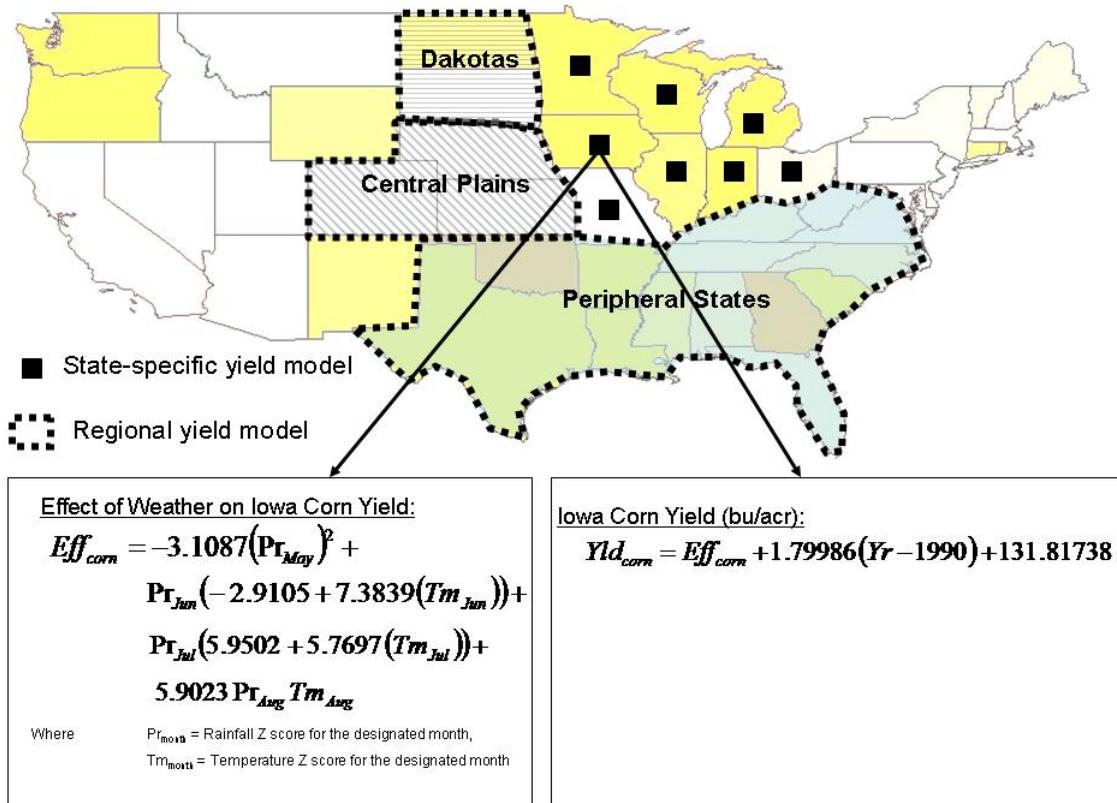 Dakotas
Central Plains
Peripheral States
State-specific yield model
Regional yield model
Effect of Weather on Iowa Corn Yield:
Eff_corn = −3.1087(Pr_May)² +
Pr_Jun(−2.9105 + 7.3839(Tm_Jun)) +
Pr_Jul(5.9502 + 5.7697(Tm_Jul)) +
5.9023 Pr_Aug Tm_Aug
Where Pr_month = Rainfall Z score for the designated month,
Tm_month = Temperature Z score for the designated month
Iowa Corn Yield (bu/acr):
Yld_corn = Eff_corn + 1.79986(Yr − 1990) + 131.81738